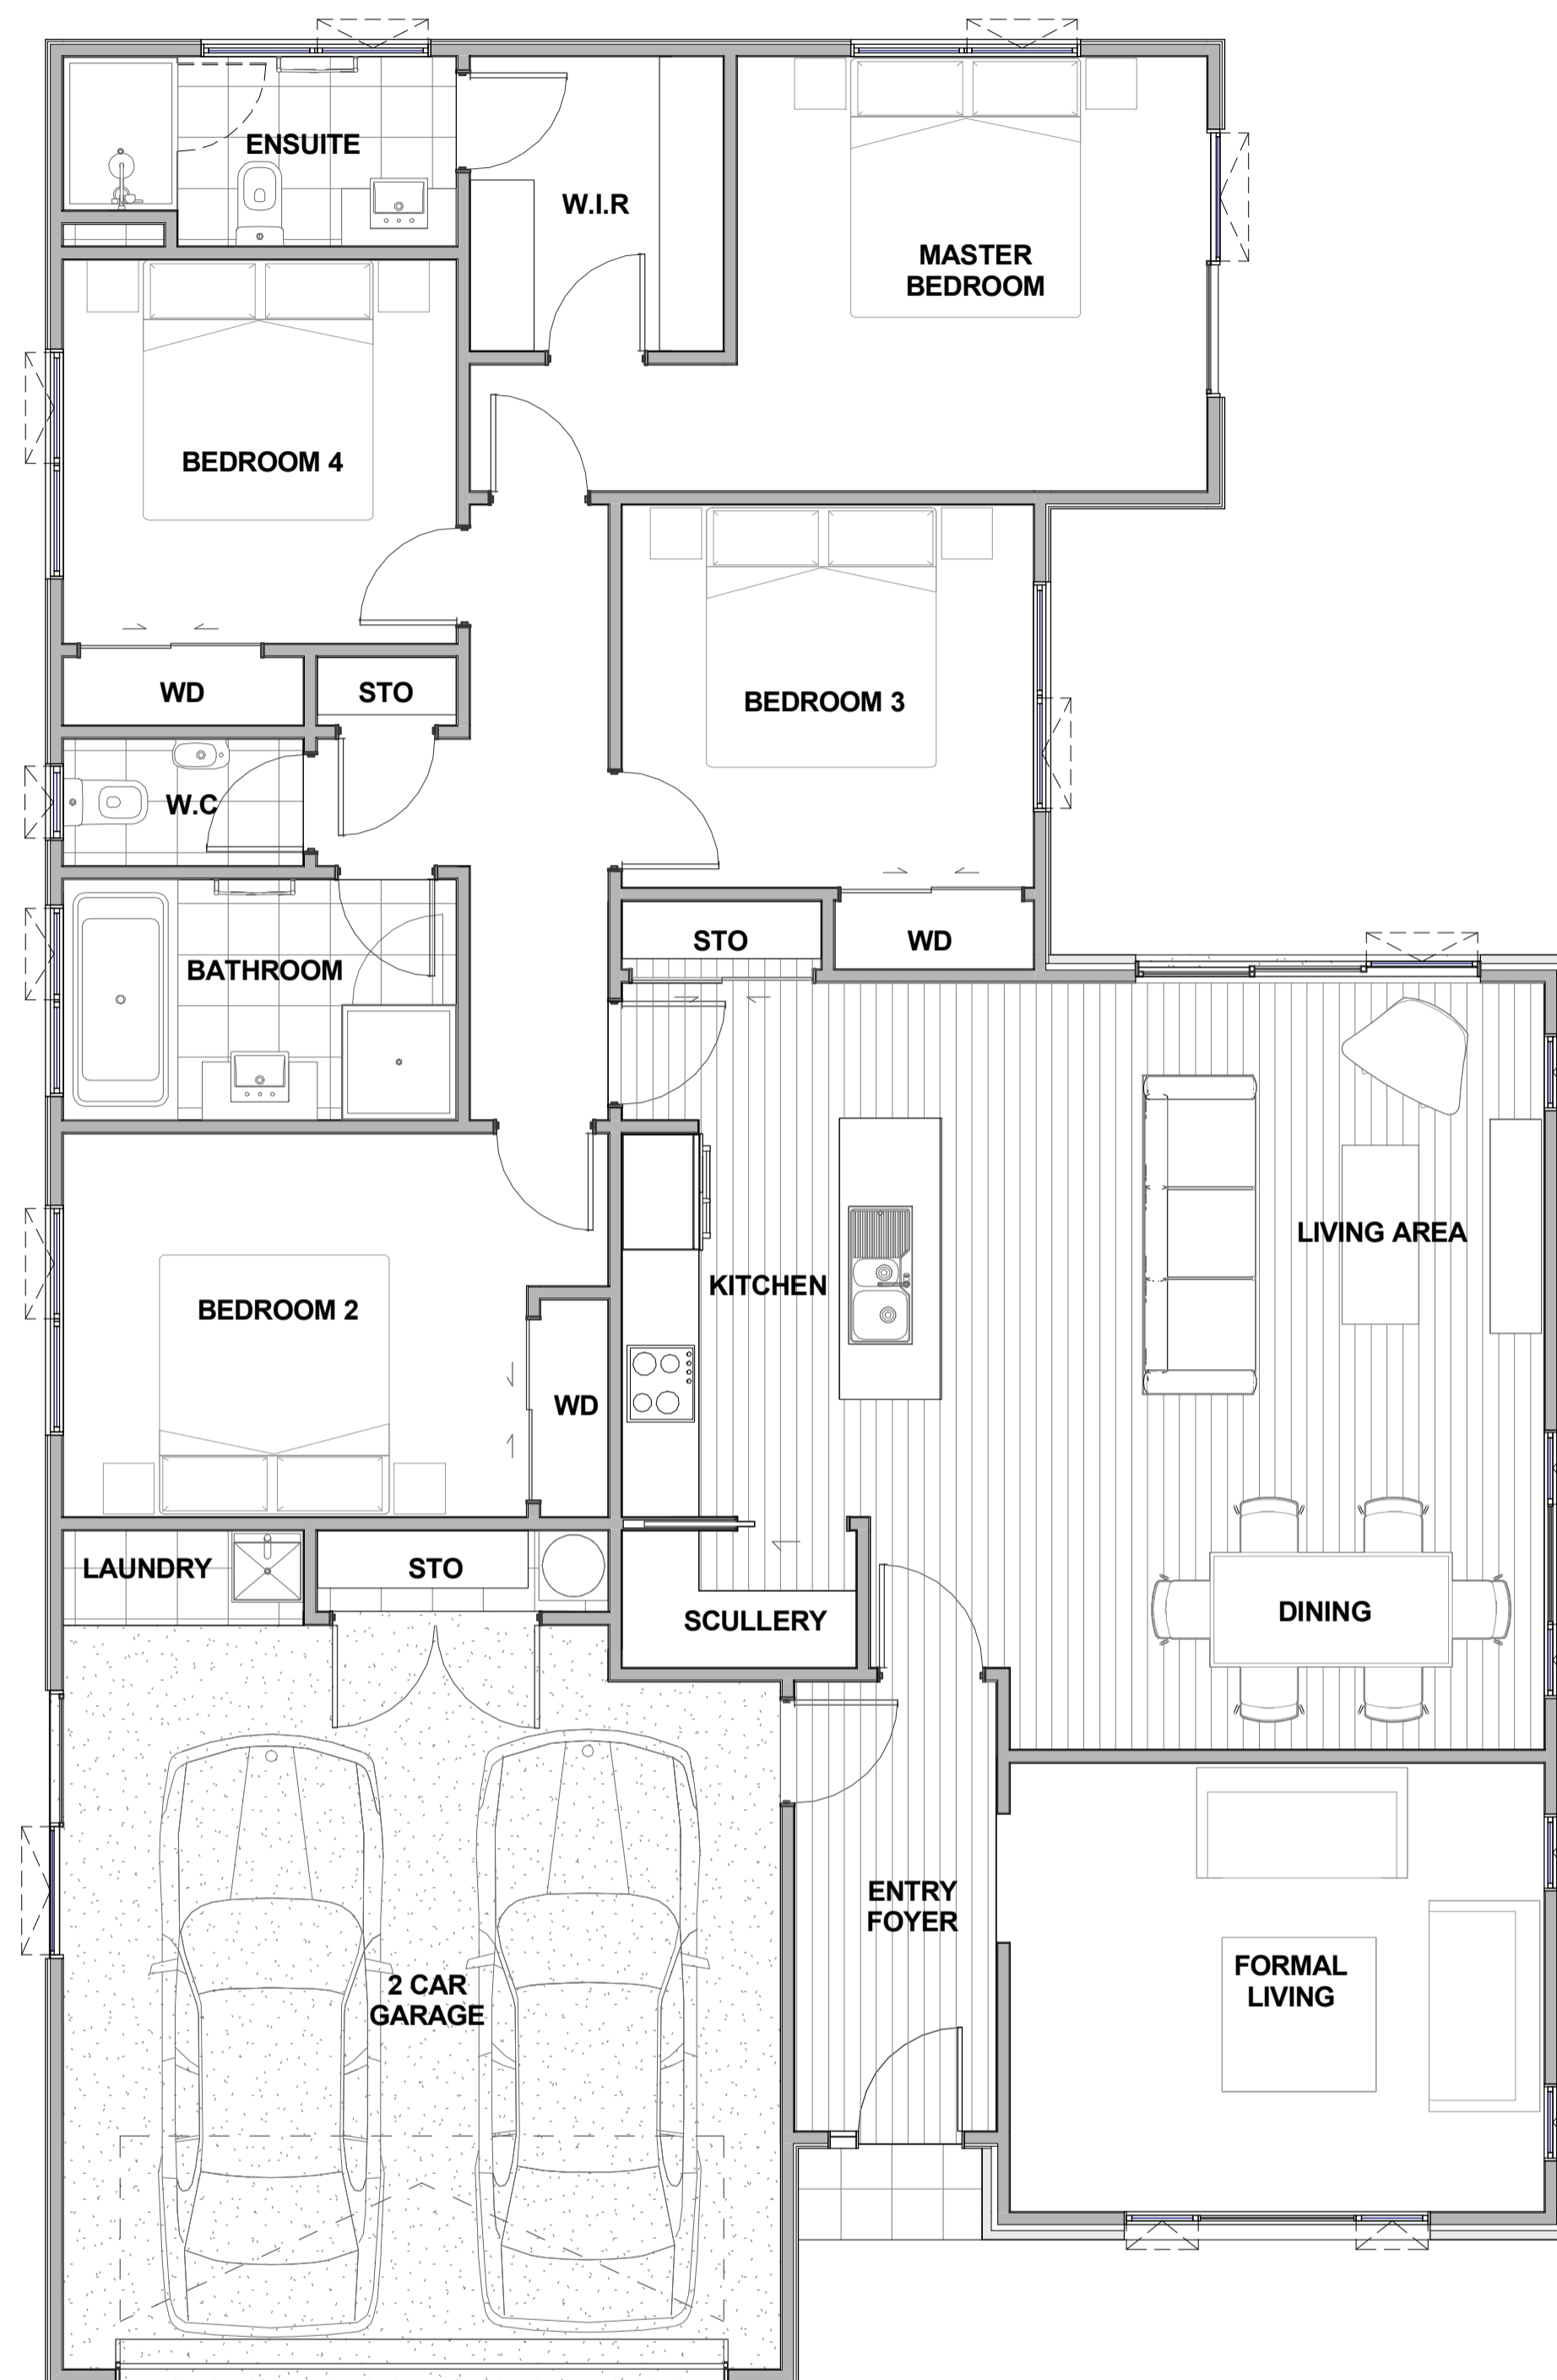 ENSUITE
W.I.R
MASTER
BEDROOM
BEDROOM 4
WD
STO
BEDROOM 3
W.C
BATHROOM
STO
WD
LIVING AREA
KITCHEN
BEDROOM 2
WD
LAUNDRY
STO
SCULLERY
DINING
ENTRY
FOYER
2 CAR
GARAGE
FORMAL
LIVING